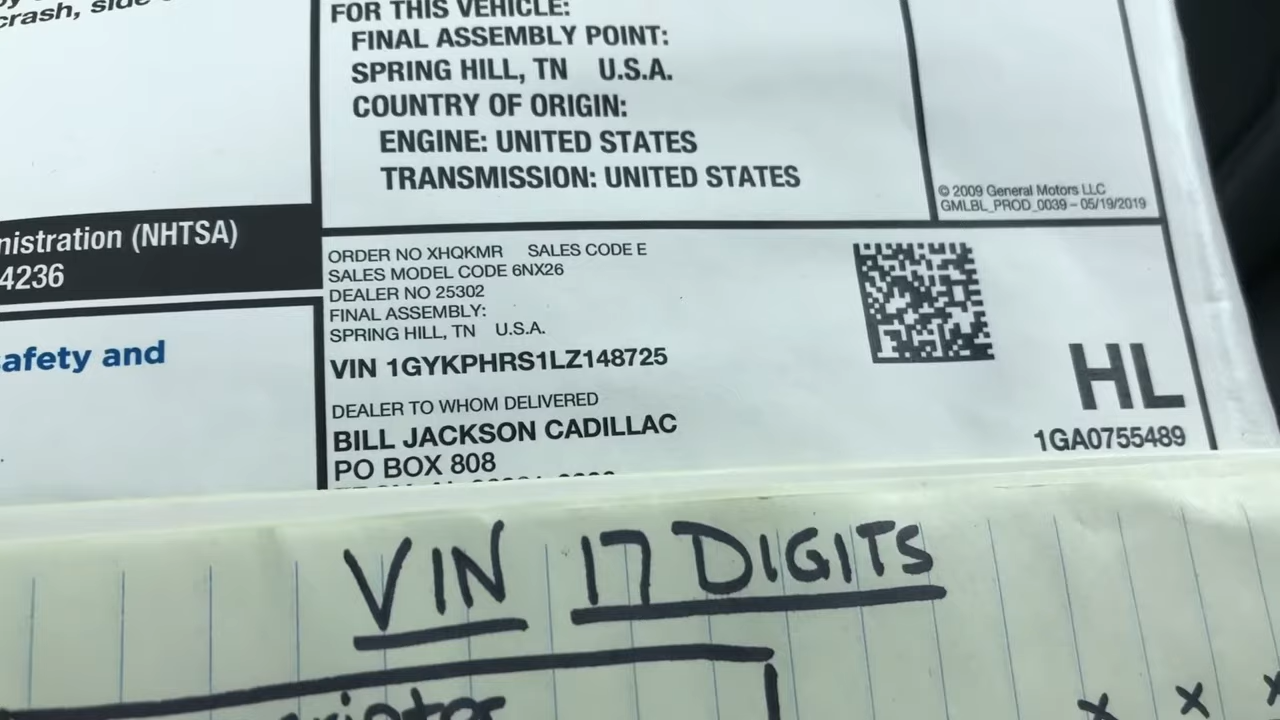 crash, side
FOR THIS VEHICLE:
FINAL ASSEMBLY POINT:
SPRING HILL, TN U.S.A.
COUNTRY OF ORIGIN:
ENGINE: UNITED STATES
TRANSMISSION: UNITED STATES
© 2009 General Motors LLC
GMLBL_PROD_0039 – 05/19/2019
nistration (NHTSA)
4236
afety and
ORDER NO XHQKMR SALES CODE E
SALES MODEL CODE 6NX26
DEALER NO 25302
FINAL ASSEMBLY:
SPRING HILL, TN U.S.A.
VIN 1GYKPHRS1LZ148725
DEALER TO WHOM DELIVERED
BILL JACKSON CADILLAC
PO BOX 808
HL
1GA0755489
VIN 17 DIGITS
x x x